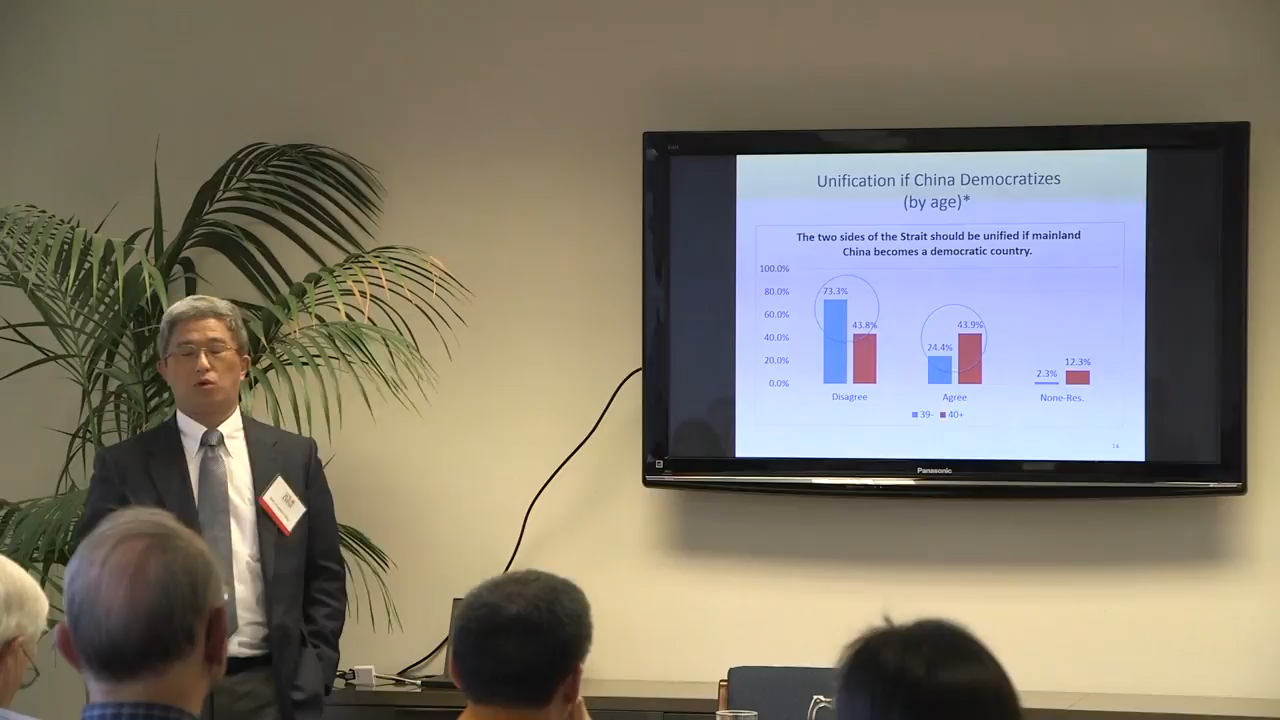 Unification if China Democratizes
(by age)*
The two sides of the Strait should be unified if mainland
China becomes a democratic country.
100.0%
80.0%
60.0%
40.0%
20.0%
0.0%
73.3%
43.8%
24.4%
43.9%
2.3%
12.3%
Disagree
Agree
None-Res.
39-
40+
14
Panasonic